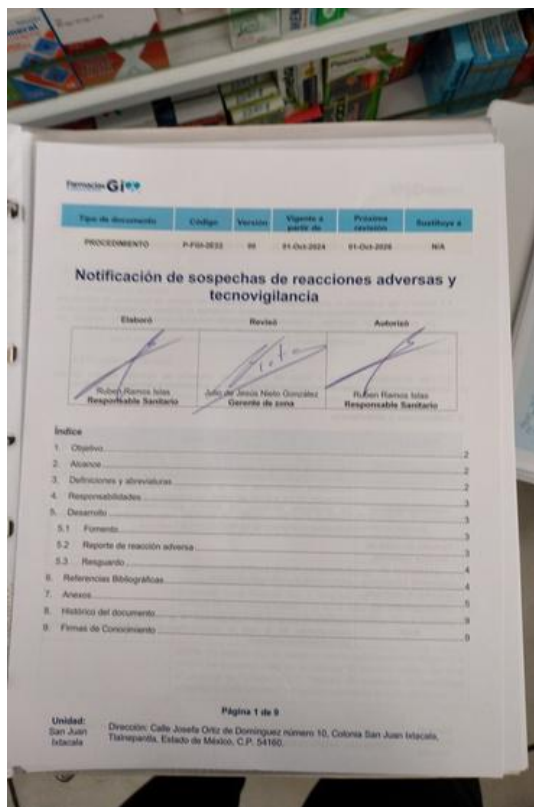 Farmacias Gi
Tipo de documento Código Versión Vigente a partir de Próxima revisión Sustituye a
PROCEDIMIENTO 00 01-Oct-2024 01-Oct-2026 N/A
Notificación de sospechas de reacciones adversas y
tecnovigilancia
Elaboró Revisó Autorizó
Ruben Ramos Islas Julio de Jesús Nieto González Ruben Ramos Islas
Responsable Sanitario Gerente de zona Responsable Sanitario
Índice
1. Objetivo 2
2. Alcance 2
3. Definiciones y abreviaturas 2
4. Responsabilidades 3
5. Desarrollo 3
5.1 Fomento 3
5.2 Reporte de reacción adversa 3
5.3 Resguardo 4
6. Referencias Bibliográficas 4
7. Anexos 5
8. Histórico del documento 9
9. Firmas de Conocimiento 9
Página 1 de 9
Unidad:
San Juan
Ixtacala
Dirección: Calle Josefa Ortiz de Domínguez número 10, Colonia San Juan Ixtacala,
Tlalnepantla, Estado de México, C.P. 54160.